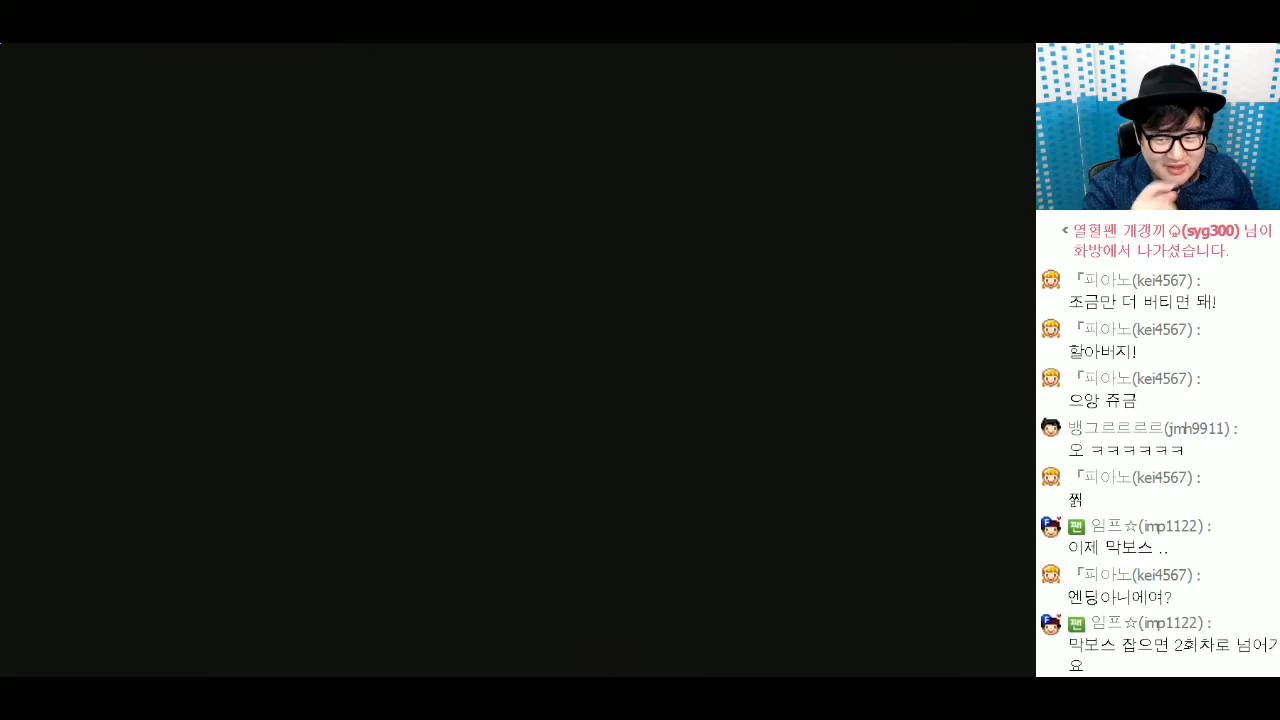 열혈팬 개갱끼♤(syg300) 님이
화방에서 나가셨습니다.
『피아노(kei4567) :
조금만 더 버티면 돼!
『피아노(kei4567) :
할아버지!
『피아노(kei4567) :
으앙 쥬금
뱅그르르르르(jmh9911) :
오 ㅋㅋㅋㅋㅋㅋ
『피아노(kei4567) :
팬 임프☆(imp1122) :
이제 막보스 ..
『피아노(kei4567) :
엔딩아니에여?
팬 임프☆(imp1122) :
막보스 잡으면 2회차로 넘어가
요